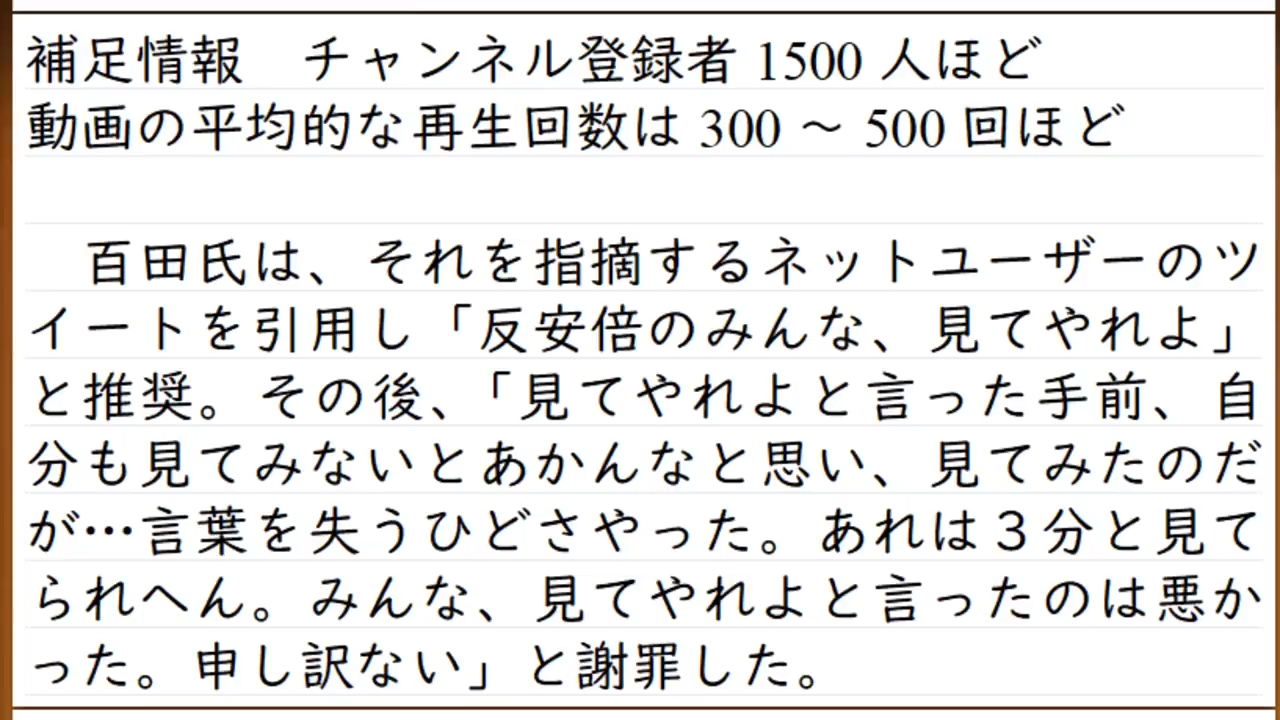 補足情報　チャンネル登録者 1500 人ほど
動画の平均的な再生回数は 300 ～ 500 回ほど
　百田氏は、それを指摘するネットユーザーのツ
イートを引用し「反安倍のみんな、見てやれよ」
と推奨。その後、「見てやれよと言った手前、自
分も見てみないとあかんなと思い、見てみたのだ
が…言葉を失うひどさやった。あれは３分と見て
られへん。みんな、見てやれよと言ったのは悪か
った。申し訳ない」と謝罪した。